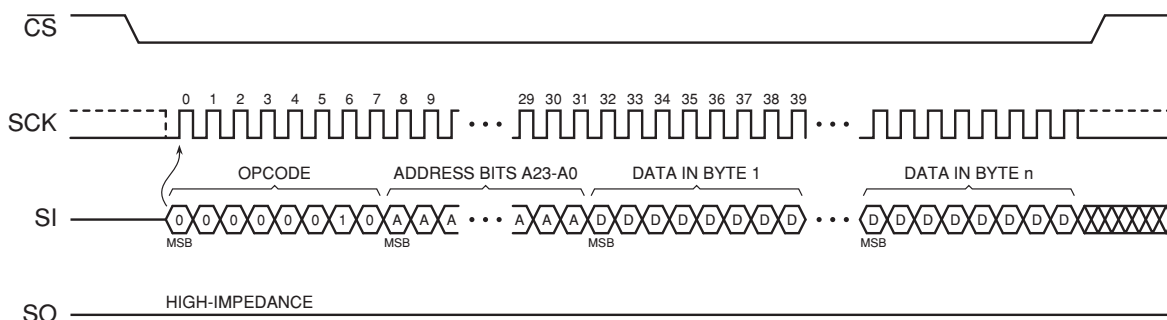 CS
0 1 2 3 4 5 6 7 8 9 29 30 31 32 33 34 35 36 37 38 39
SCK
OPCODE ADDRESS BITS A23-A0 DATA IN BYTE 1 DATA IN BYTE n
SI 0 0 0 0 0 0 1 0 A A A A A A D D D D D D D D D D D D D D D D
MSB MSB MSB MSB
HIGH-IMPEDANCE
SO